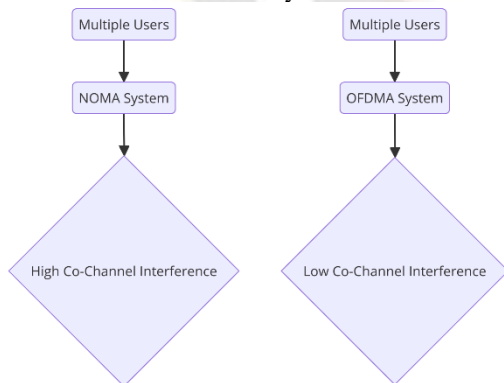 Multiple Users
Multiple Users
NOMA System
OFDMA System
High Co-Channel Interference
Low Co-Channel Interference